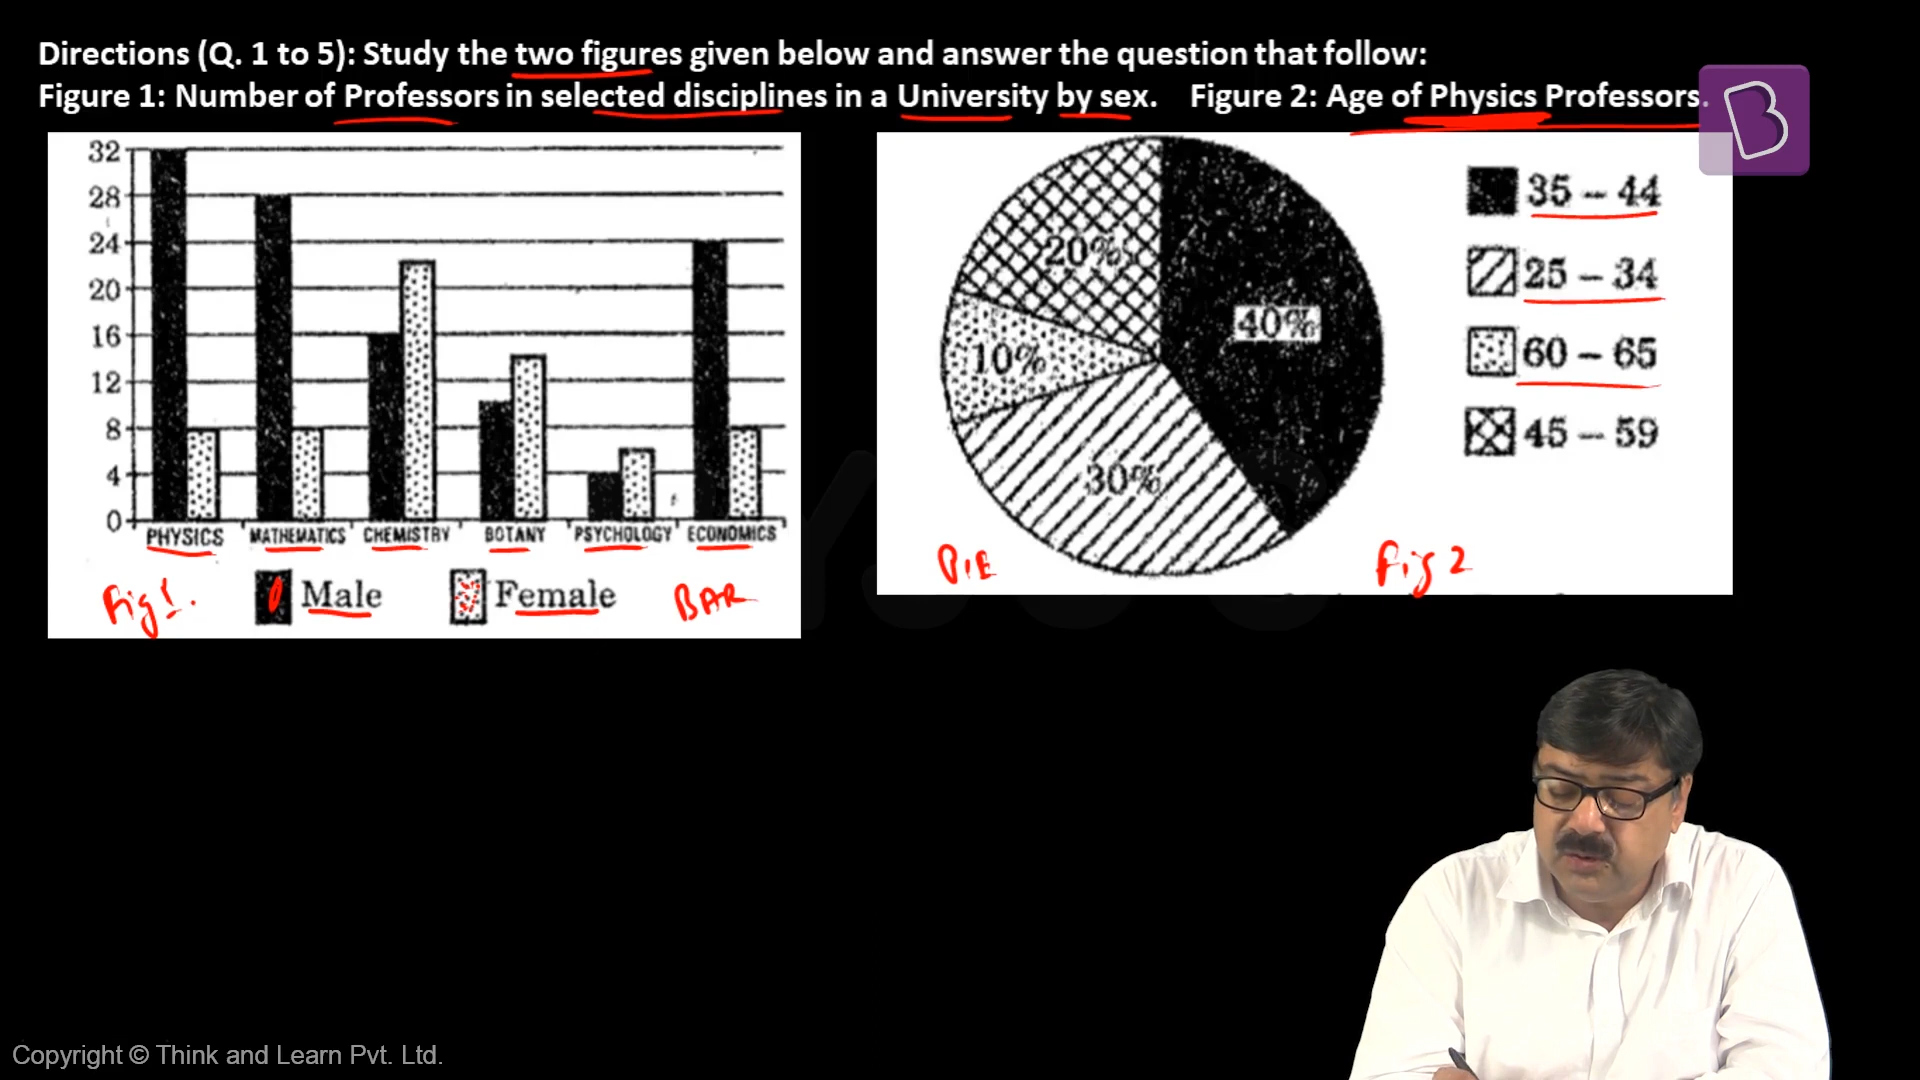 Directions (Q. 1 to 5): Study the two figures given below and answer the question that follow:
Figure 1: Number of Professors in selected disciplines in a University by sex. Figure 2: Age of Physics Professors.
B
32
28
24
20
16
12
8
4
0
PHYSICS MATHEMATICS CHEMISTRY BOTANY PSYCHOLOGY ECONOMICS
Fig 1. Male Female BAR
20%
40%
10%
30%
35 – 44
25 – 34
60 – 65
45 – 59
PIE Fig 2
Copyright © Think and Learn Pvt. Ltd.